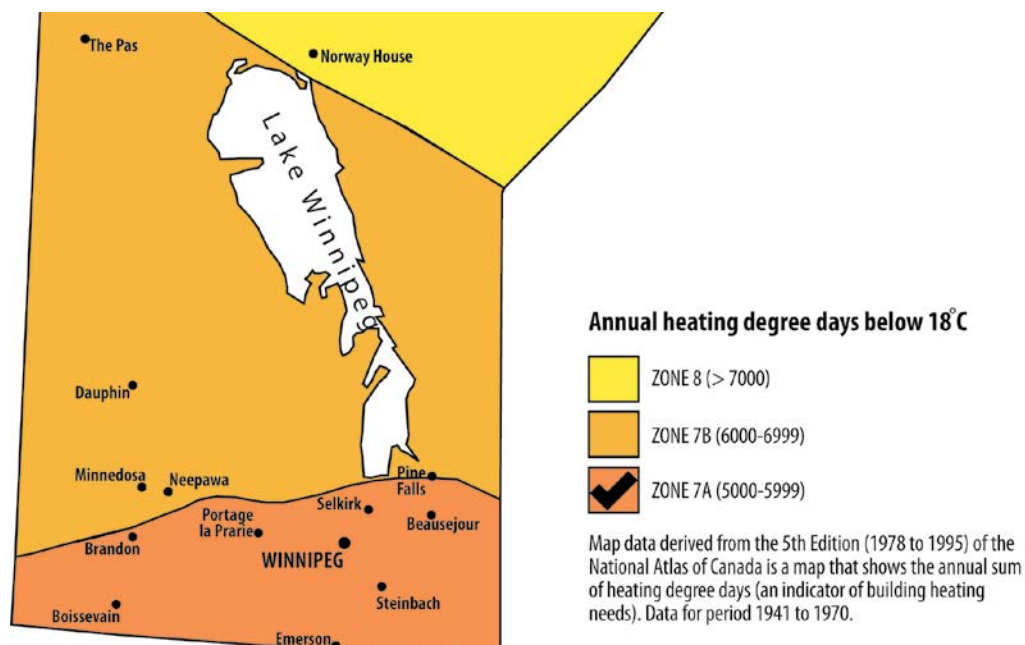 The Pas
Norway House
Lake Winnipeg
Dauphin
Minnedosa
Neepawa
Pine
Falls
Selkirk
Portage
la Prarie
Beausejour
Brandon
WINNIPEG
Steinbach
Boissevain
Emerson
Annual heating degree days below 18°C
ZONE 8 (> 7000)
ZONE 7B (6000-6999)
ZONE 7A (5000-5999)
Map data derived from the 5th Edition (1978 to 1995) of the
National Atlas of Canada is a map that shows the annual sum
of heating degree days (an indicator of building heating
needs). Data for period 1941 to 1970.